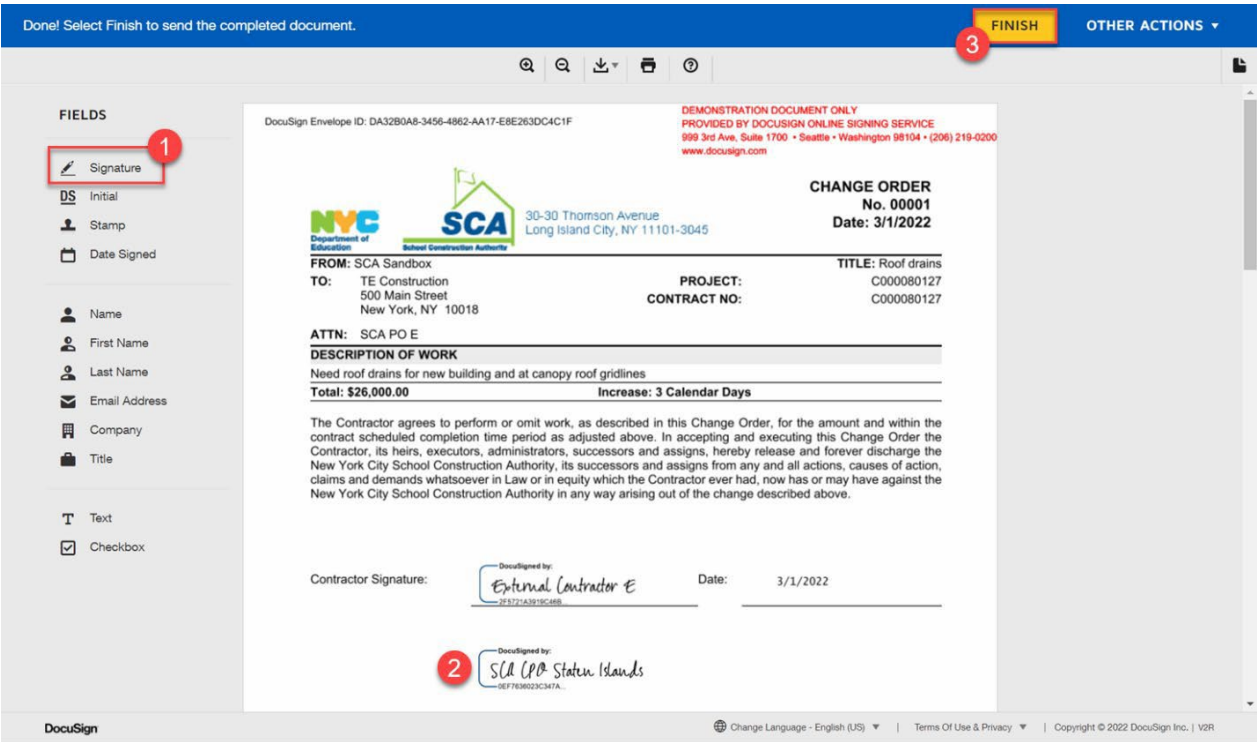 Done! Select Finish to send the completed document.
FINISH
OTHER ACTIONS
3
FIELDS
1
Signature
DS Initial
Stamp
Date Signed
Name
First Name
Last Name
Email Address
Company
Title
T Text
Checkbox
DocuSign Envelope ID: DA32B0A8-3456-4862-AA17-E8E263DC4C1F
DEMONSTRATION DOCUMENT ONLY
PROVIDED BY DOCUSIGN ONLINE SIGNING SERVICE
999 3rd Ave, Suite 1700 • Seattle • Washington 98104 • (206) 219-0200
www.docusign.com
NYC
Department of
Education
SCA
School Construction Authority
30-30 Thomson Avenue
Long Island City, NY 11101-3045
CHANGE ORDER
No. 00001
Date: 3/1/2022
FROM: SCA Sandbox
TITLE: Roof drains
TO: TE Construction
PROJECT: C000080127
500 Main Street
CONTRACT NO: C000080127
New York, NY 10018
ATTN: SCA PO E
DESCRIPTION OF WORK
Need roof drains for new building and at canopy roof gridlines
Total: $26,000.00 Increase: 3 Calendar Days
The Contractor agrees to perform or omit work, as described in this Change Order, for the amount and within the
contract scheduled completion time period as adjusted above. In accepting and executing this Change Order the
Contractor, its heirs, executors, administrators, successors and assigns, hereby release and forever discharge the
New York City School Construction Authority, its successors and assigns from any and all actions, causes of action,
claims and demands whatsoever in Law or in equity which the Contractor ever had, now has or may have against the
New York City School Construction Authority in any way arising out of the change described above.
DocuSigned by:
Contractor Signature: External Contractor E Date: 3/1/2022
2F5721A3919C46B...
DocuSigned by:
2 SCA CPO Staten Islands
0EF7636023C347A...
DocuSign
Change Language - English (US) | Terms Of Use & Privacy | Copyright © 2022 DocuSign Inc. | V2R